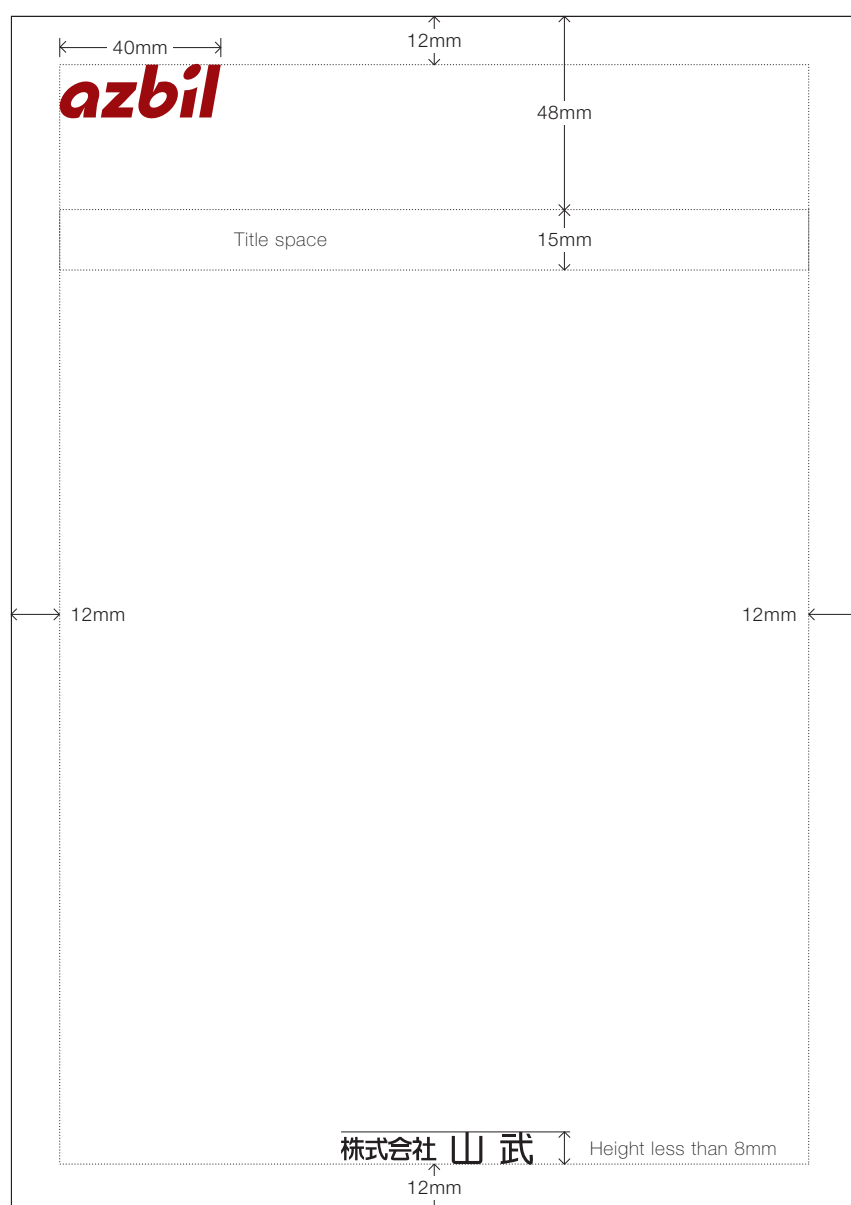 40mm
12mm
azbil
48mm
Title space
15mm
12mm
12mm
株式会社 山武
Height less than 8mm
12mm